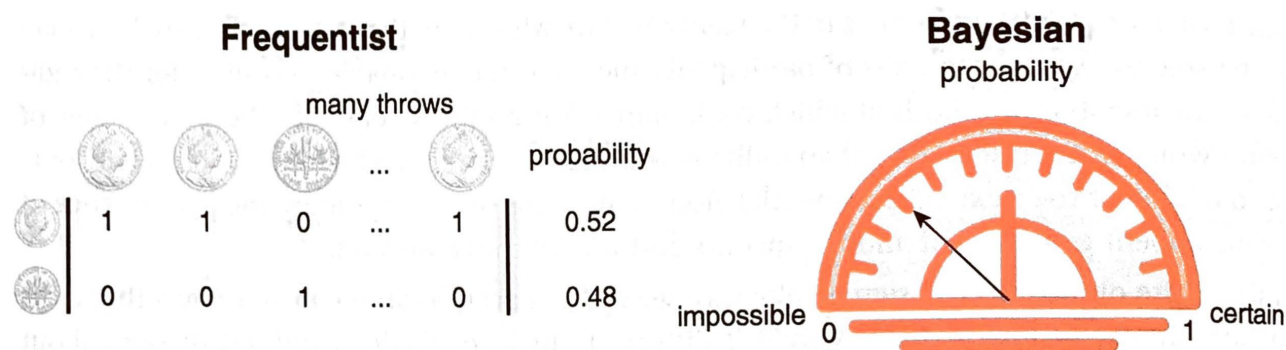 Frequentist
many throws
... probability
1 1 0 ... 1 0.52
0 0 1 ... 0 0.48
Bayesian
probability
impossible 0 1 certain